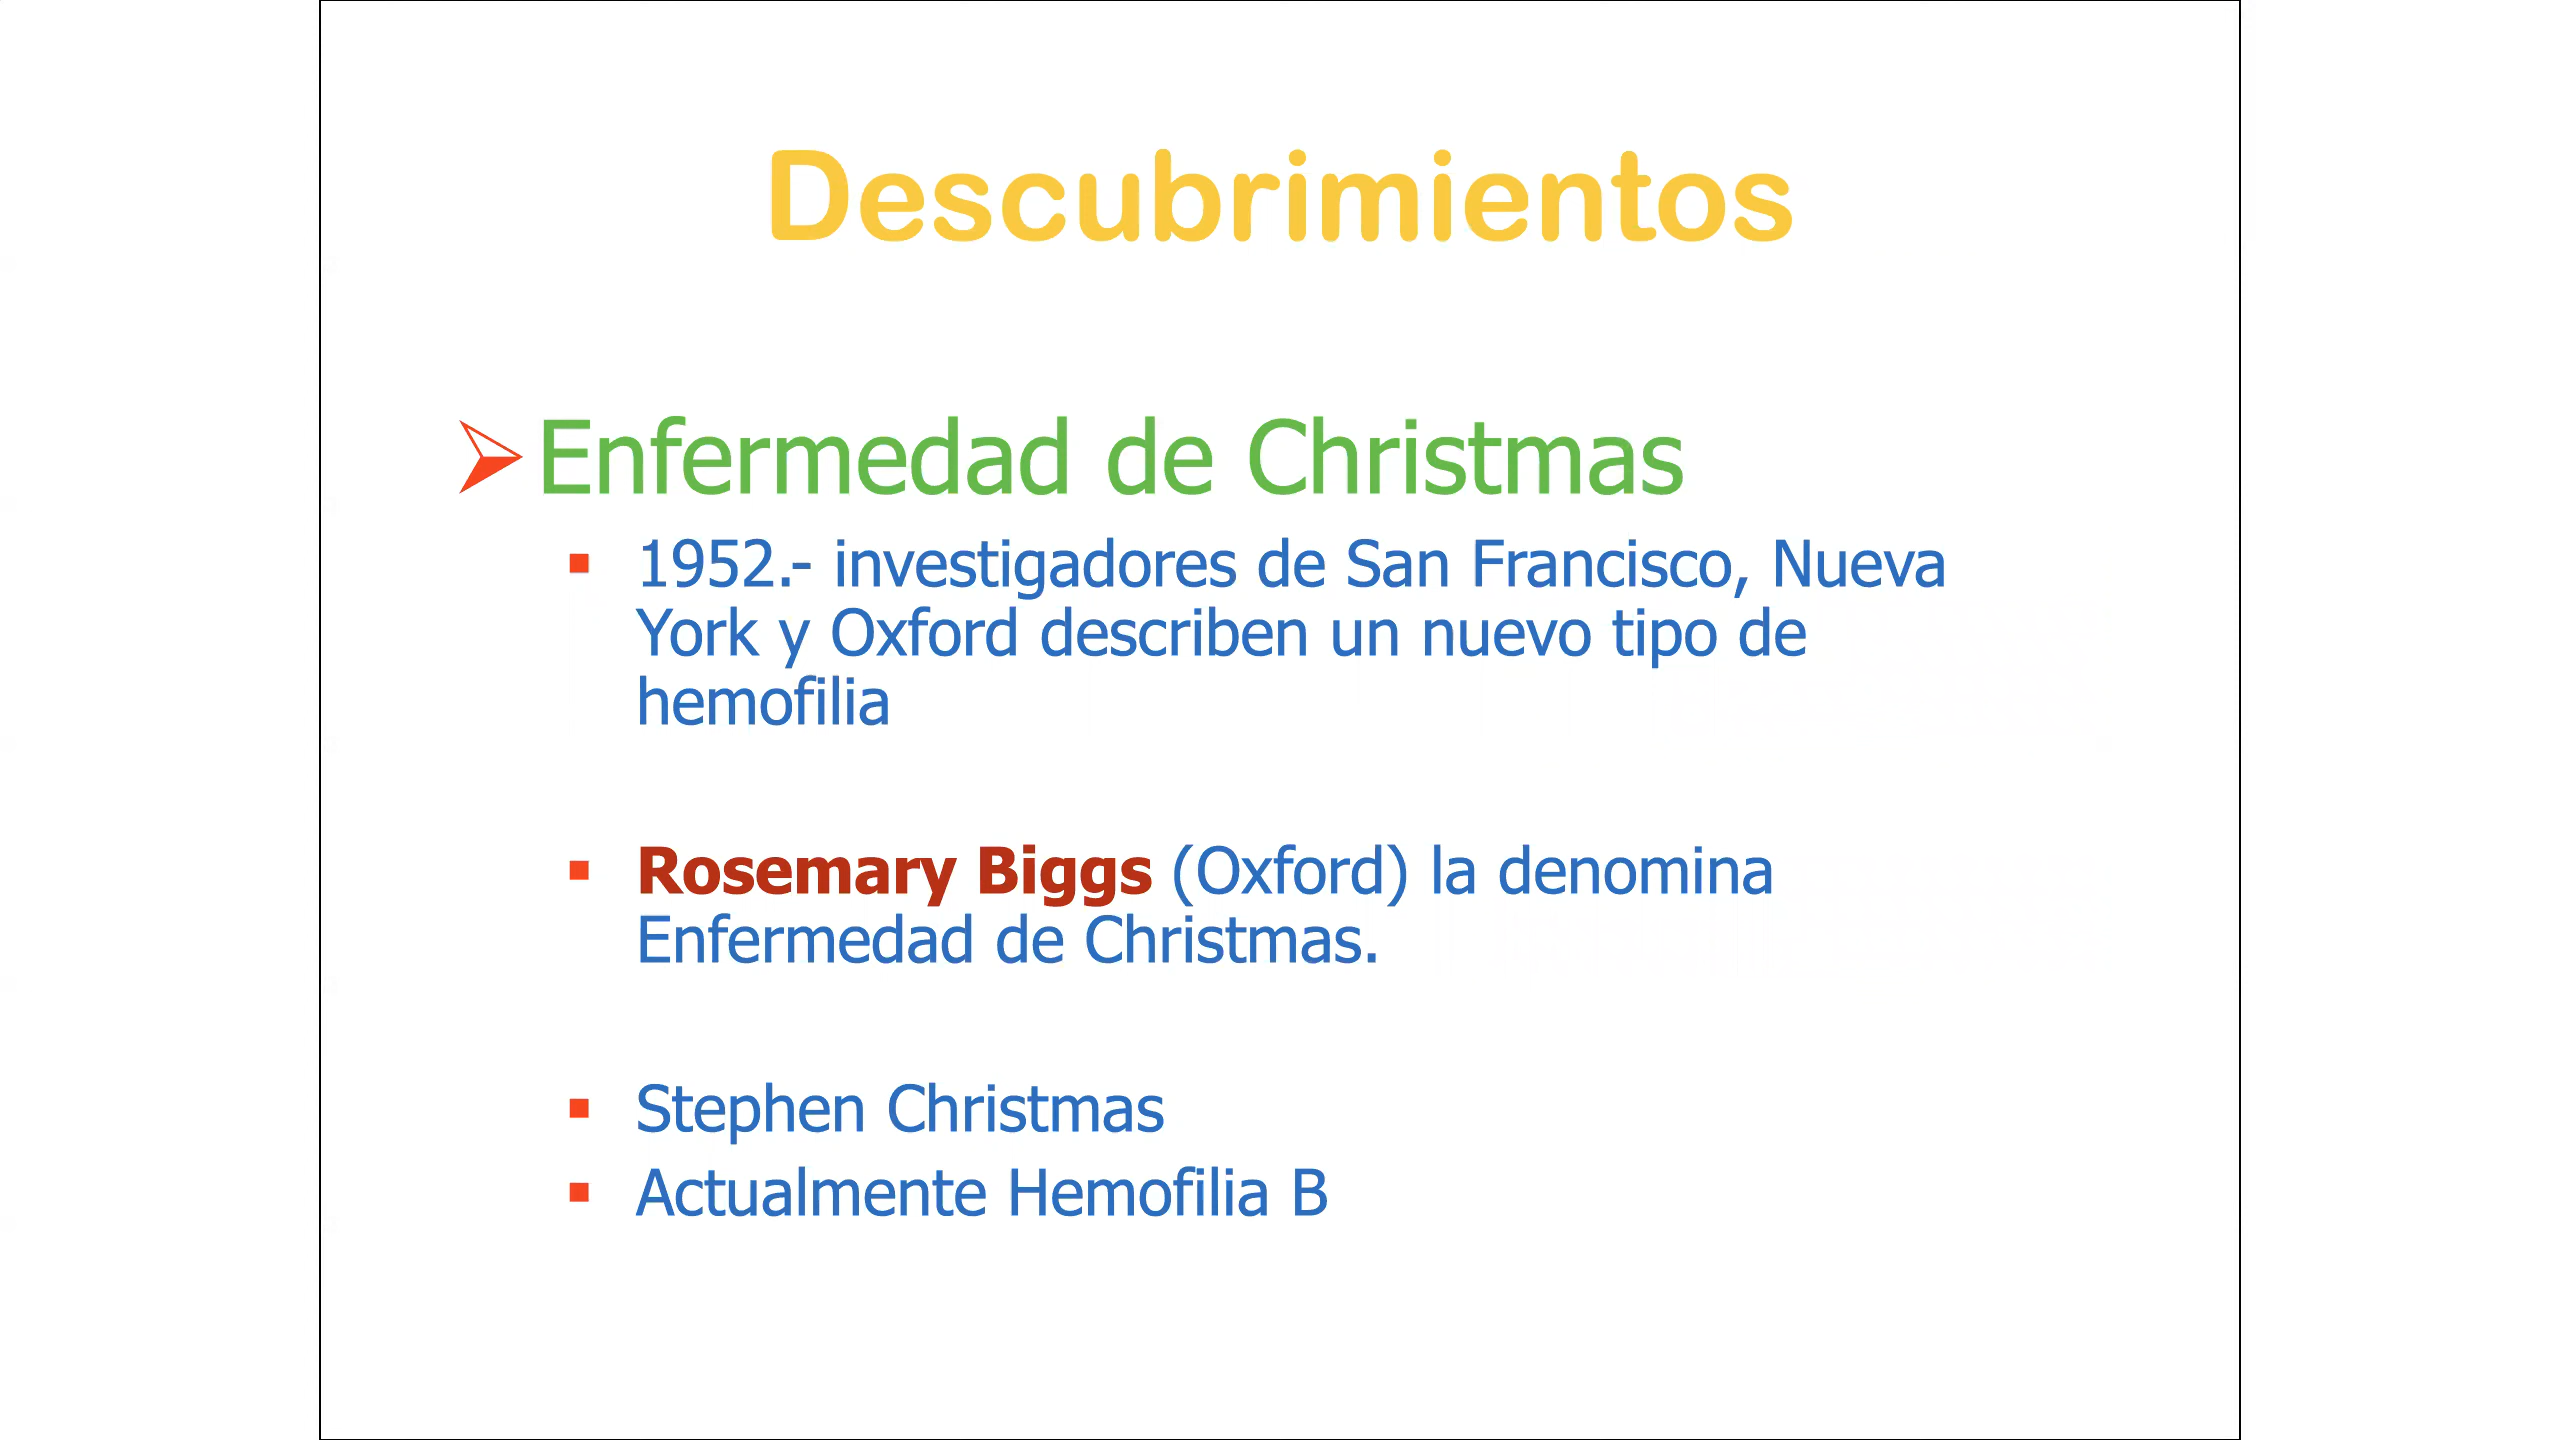 Descubrimientos
Enfermedad de Christmas
1952.- investigadores de San Francisco, Nueva
York y Oxford describen un nuevo tipo de
hemofilia
Rosemary Biggs (Oxford) la denomina
Enfermedad de Christmas.
Stephen Christmas
Actualmente Hemofilia B